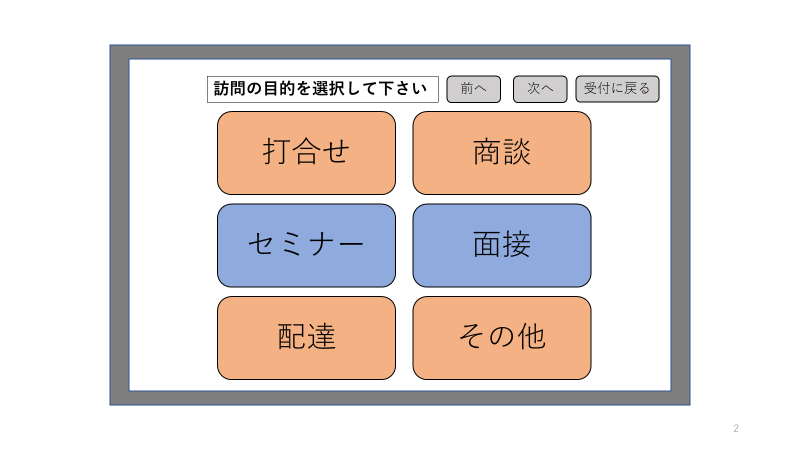 訪問の目的を選択して下さい
前へ
次へ
受付に戻る
打合せ
商談
セミナー
面接
配達
その他
2